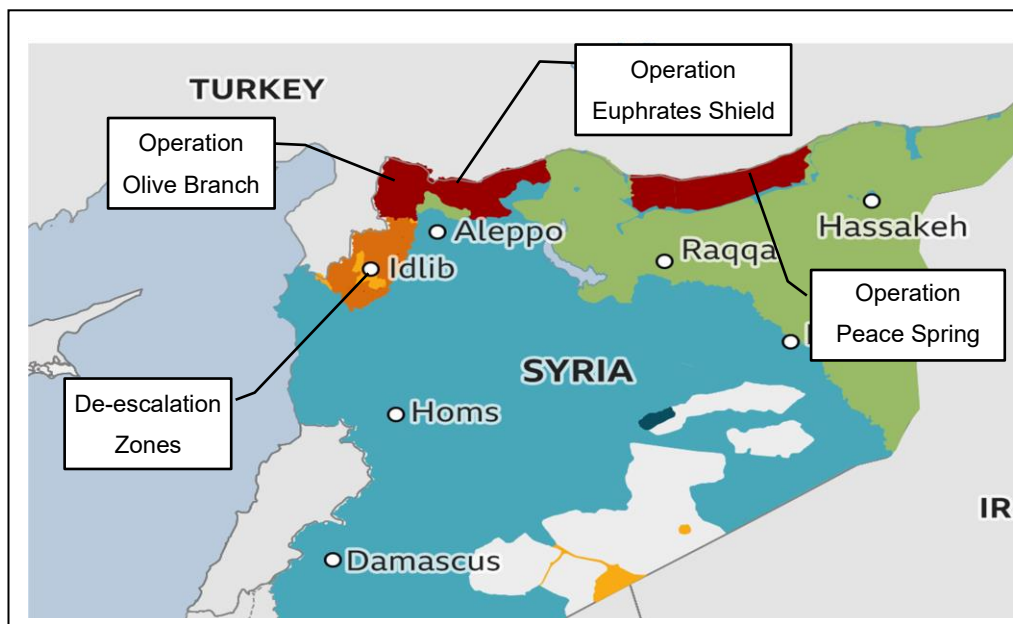 TURKEY
Operation
Euphrates Shield
Operation
Olive Branch
Aleppo
Hassakeh
Idlib
Raqqa
Operation
Peace Spring
SYRIA
De-escalation
Zones
Homs
IR
Damascus